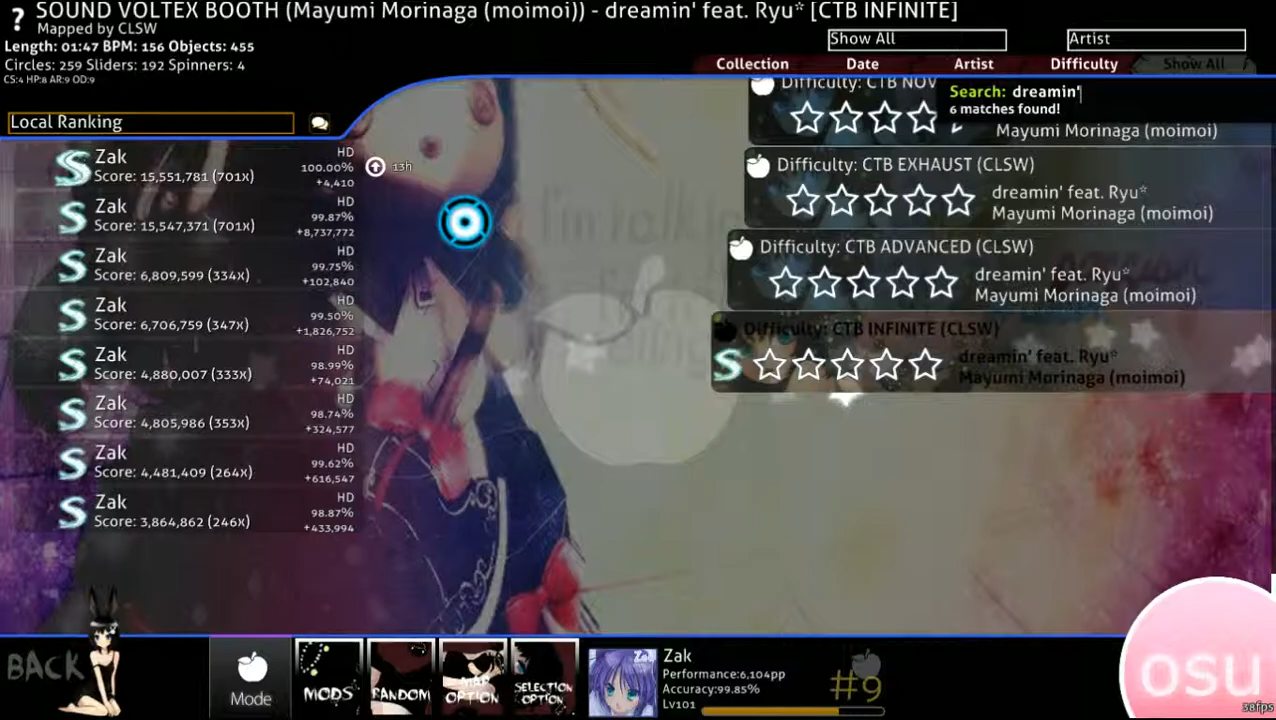 SOUND VOLTEX BOOTH (Mayumi Morinaga (moimoi)) - dreamin' feat. Ryu* [CTB INFINITE]
Mapped by CLSW
Length: 01:47 BPM: 156 Objects: 455
Circles: 259 Sliders: 192 Spinners: 4
CS:4 HP:8 AR:9 OD:9
Show All
Artist
Collection Date Artist Difficulty Show All
Search: dreamin'
6 matches found!
Local Ranking
Zak
Score: 15,551,781 (701x)
HD
100.00%
+4,410
13h
Zak
Score: 15,547,371 (701x)
HD
99.87%
+8,737,772
Zak
Score: 6,809,599 (334x)
HD
99.75%
+102,840
Zak
Score: 6,706,759 (347x)
HD
99.50%
+1,826,752
Zak
Score: 4,880,007 (333x)
HD
98.99%
+74,021
Zak
Score: 4,805,986 (353x)
HD
98.74%
+324,577
Zak
Score: 4,481,409 (264x)
HD
99.62%
+616,547
Zak
Score: 3,864,862 (246x)
HD
98.87%
+433,994
Difficulty: CTB NOV
Mayumi Morinaga (moimoi)
Difficulty: CTB EXHAUST (CLSW)
dreamin' feat. Ryu*
Mayumi Morinaga (moimoi)
Difficulty: CTB ADVANCED (CLSW)
dreamin' feat. Ryu*
Mayumi Morinaga (moimoi)
Difficulty: CTB INFINITE (CLSW)
dreamin' feat. Ryu*
Mayumi Morinaga (moimoi)
BACK
Mode
MODS
RANDOM
MAP OPTION
SELECTION OPTION
Zak
Performance:6,104pp
Accuracy:99.85%
Lv101
#9
osu
38fps